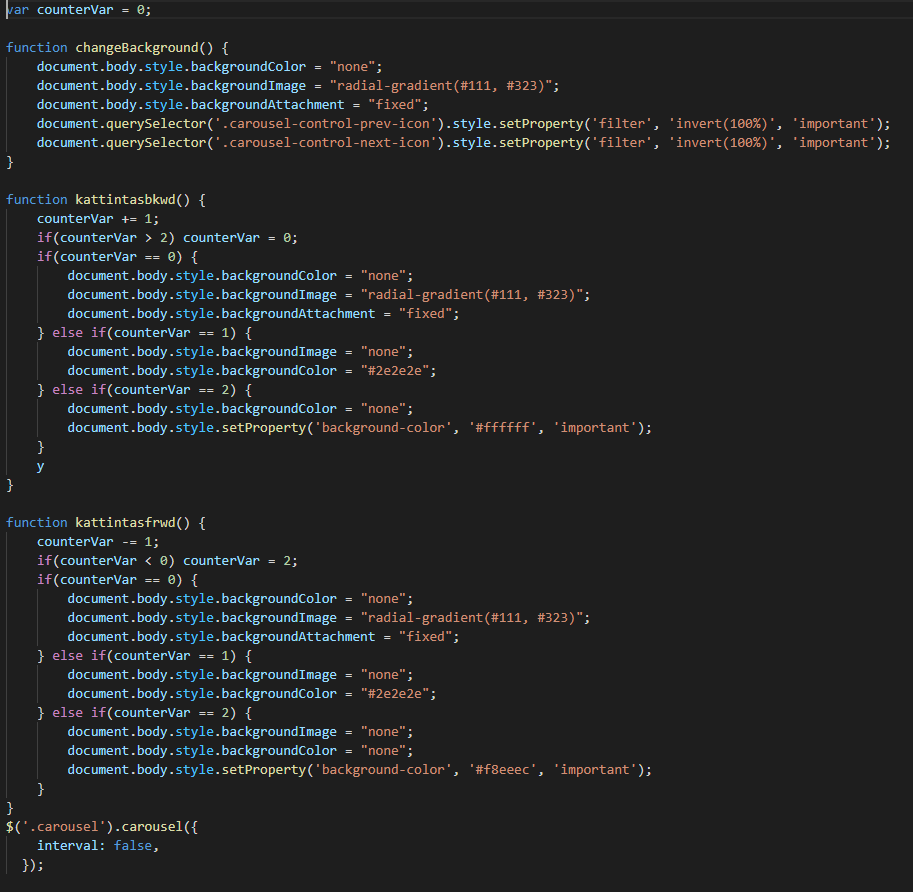 var counterVar = 0;
function changeBackground() {
document.body.style.backgroundColor = "none";
document.body.style.backgroundImage = "radial-gradient(#111, #323)";
document.body.style.backgroundAttachment = "fixed";
document.querySelector('.carousel-control-prev-icon').style.setProperty('filter', 'invert(100%)', 'important');
document.querySelector('.carousel-control-next-icon').style.setProperty('filter', 'invert(100%)', 'important');
}
function kattintasbkwd() {
counterVar += 1;
if(counterVar > 2) counterVar = 0;
if(counterVar == 0) {
document.body.style.backgroundColor = "none";
document.body.style.backgroundImage = "radial-gradient(#111, #323)";
document.body.style.backgroundAttachment = "fixed";
} else if(counterVar == 1) {
document.body.style.backgroundImage = "none";
document.body.style.backgroundColor = "#2e2e2e";
} else if(counterVar == 2) {
document.body.style.backgroundColor = "none";
document.body.style.setProperty('background-color', '#ffffff', 'important');
}
y
}
function kattintasfrwd() {
counterVar -= 1;
if(counterVar < 0) counterVar = 2;
if(counterVar == 0) {
document.body.style.backgroundColor = "none";
document.body.style.backgroundImage = "radial-gradient(#111, #323)";
document.body.style.backgroundAttachment = "fixed";
} else if(counterVar == 1) {
document.body.style.backgroundImage = "none";
document.body.style.backgroundColor = "#2e2e2e";
} else if(counterVar == 2) {
document.body.style.backgroundImage = "none";
document.body.style.backgroundColor = "none";
document.body.style.setProperty('background-color', '#f8eeec', 'important');
}
}
$('.carousel').carousel({
interval: false,
});